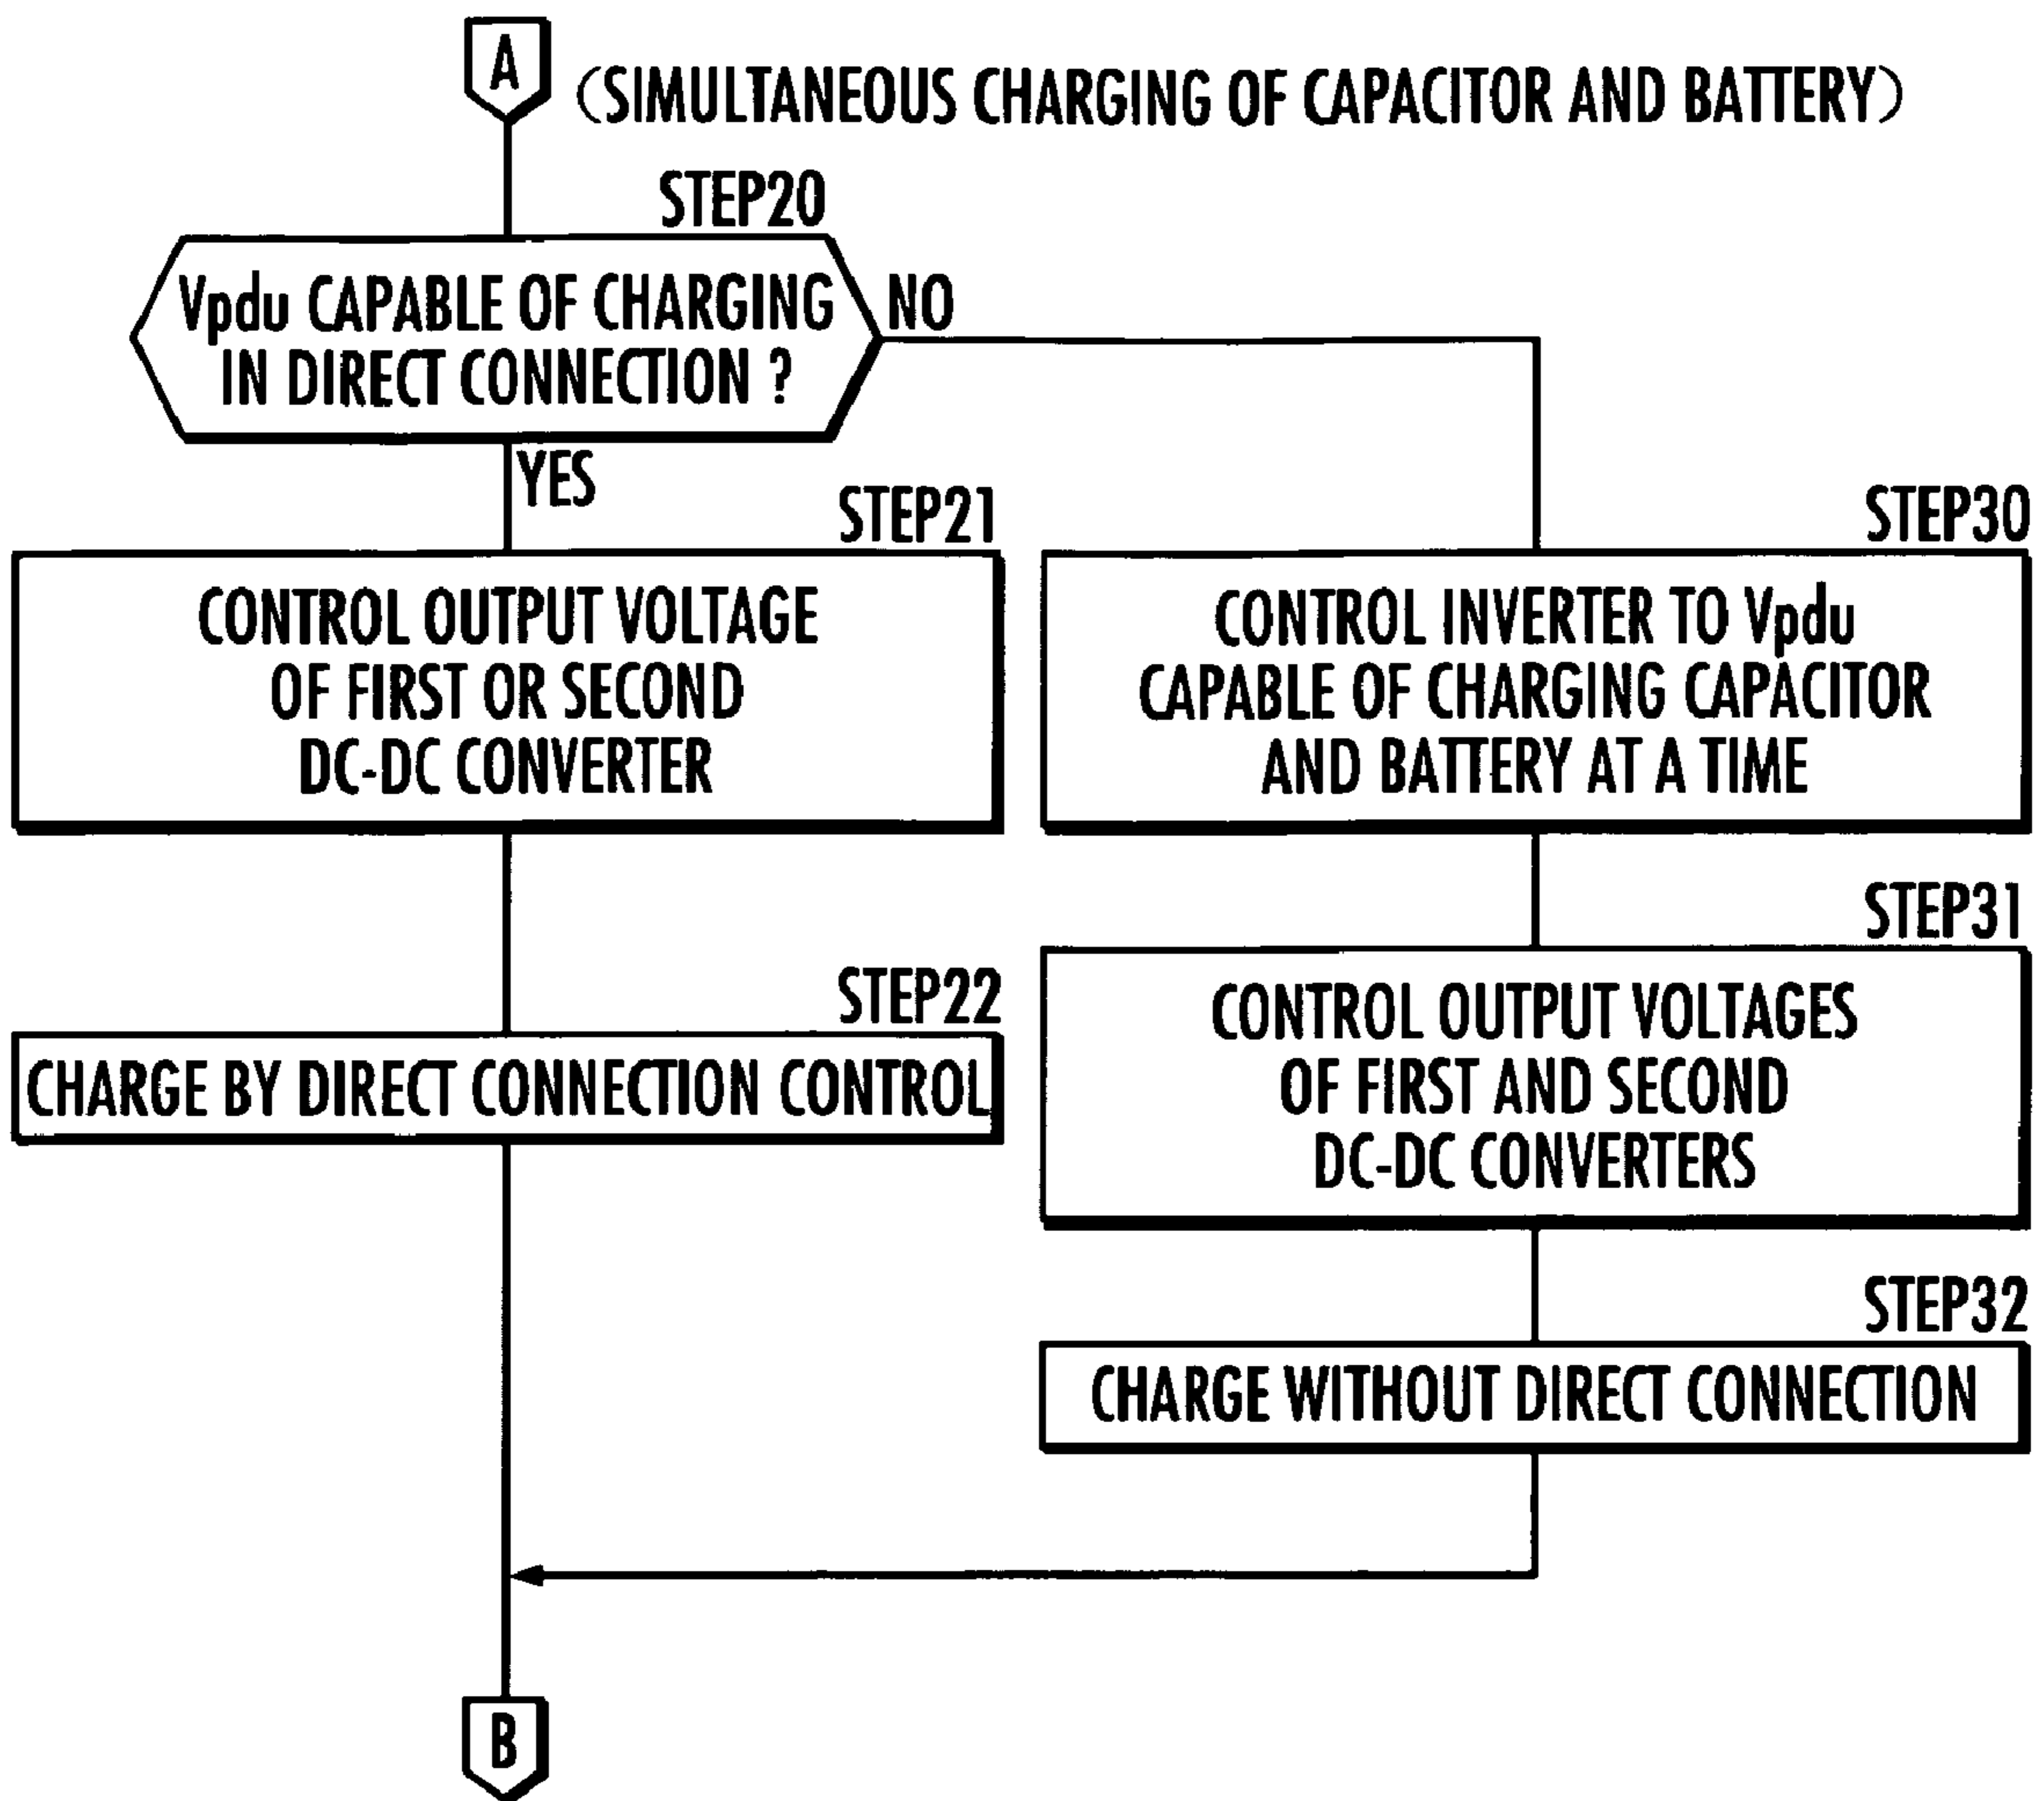 A
(SIMULTANEOUS CHARGING OF CAPACITOR AND BATTERY)
STEP20
Vpdu CAPABLE OF CHARGING
IN DIRECT CONNECTION ?
NO
YES
STEP21
CONTROL OUTPUT VOLTAGE
OF FIRST OR SECOND
DC-DC CONVERTER
STEP22
CHARGE BY DIRECT CONNECTION CONTROL
STEP30
CONTROL INVERTER TO Vpdu
CAPABLE OF CHARGING CAPACITOR
AND BATTERY AT A TIME
STEP31
CONTROL OUTPUT VOLTAGES
OF FIRST AND SECOND
DC-DC CONVERTERS
STEP32
CHARGE WITHOUT DIRECT CONNECTION
B